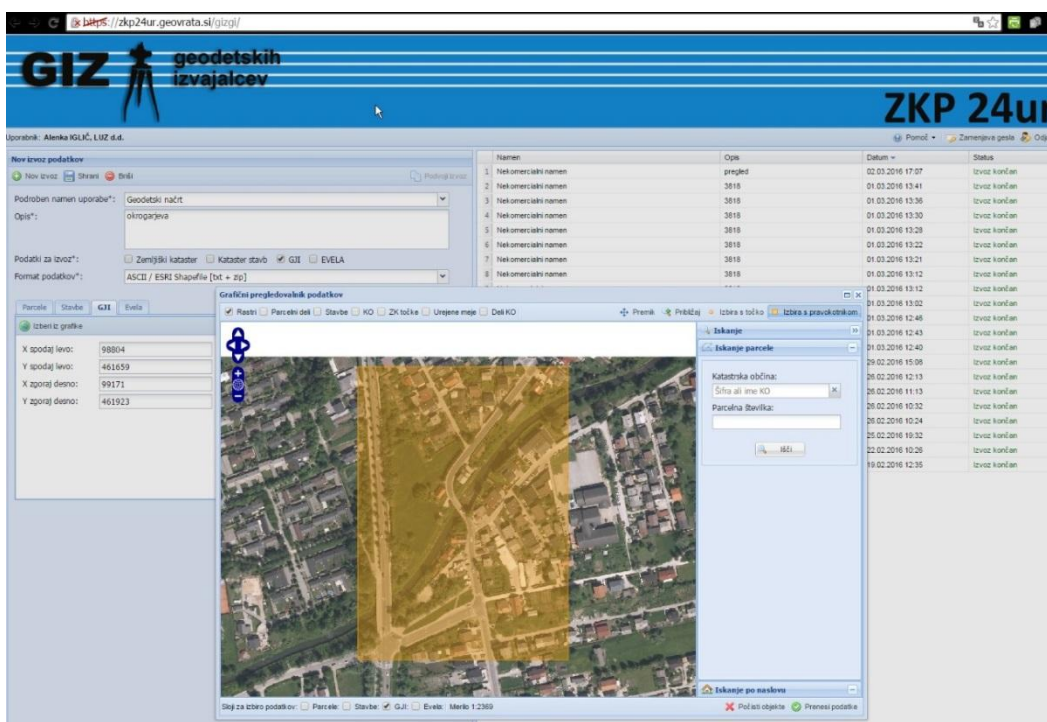 https://zkp24ur.geovrata.si/gizgi/
GIZ geodetskih
izvajalcev
ZKP 24ur
Uporabnik: Alenka IGLIČ, LUZ d.d.
Pomoč
Zamenjava gesla
Nov izvoz podatkov
Nov izvoz Shrani Briši Podvoji izvoz
Podroben namen uporabe*: Geodetski načrt
Opis*: okrogarjeva
Podatki za izvoz*: Zemljiški kataster Kataster stavb GJI EVELA
Format podatkov*: ASCII / ESRI Shapefile [txt + zip]
Parcele Stavbe GJI Evela
Izberi iz grafike
X spodaj levo: 98804
Y spodaj levo: 461659
X zgoraj desno: 99171
Y zgoraj desno: 461923
Namen Opis Datum Status
1 Nekomercialni namen pregled 02.03.2016 17:07 Izvoz končan
2 Nekomercialni namen 3818 01.03.2016 13:41 Izvoz končan
3 Nekomercialni namen 3818 01.03.2016 13:36 Izvoz končan
4 Nekomercialni namen 3818 01.03.2016 13:30 Izvoz končan
5 Nekomercialni namen 3818 01.03.2016 13:28 Izvoz končan
6 Nekomercialni namen 3818 01.03.2016 13:22 Izvoz končan
7 Nekomercialni namen 3818 01.03.2016 13:21 Izvoz končan
8 Nekomercialni namen 3818 01.03.2016 13:12 Izvoz končan
01.03.2016 13:12 Izvoz končan
01.03.2016 13:02 Izvoz končan
01.03.2016 12:46 Izvoz končan
01.03.2016 12:43 Izvoz končan
01.03.2016 12:40 Izvoz končan
29.02.2016 15:08 Izvoz končan
26.02.2016 12:13 Izvoz končan
26.02.2016 11:13 Izvoz končan
26.02.2016 10:32 Izvoz končan
26.02.2016 10:24 Izvoz končan
25.02.2016 19:32 Izvoz končan
22.02.2016 10:26 Izvoz končan
19.02.2016 12:35 Izvoz končan
Grafični pregledovalnik podatkov
Rastri Parcelni deli Stavbe KO ZK točke Urejene meje Deli KO Premik Približaj Izbira s točko Izbira s pravokotnikom
Iskanje
Iskanje parcele
Katastrska občina:
Šifra ali ime KO
Parcelna številka:
Išči
Iskanje po naslovu
Sloji za izbiro podatkov: Parcele: Stavbe: GJI: Evela: Merilo 1:2369
Počisti objekte Prenesi podatke